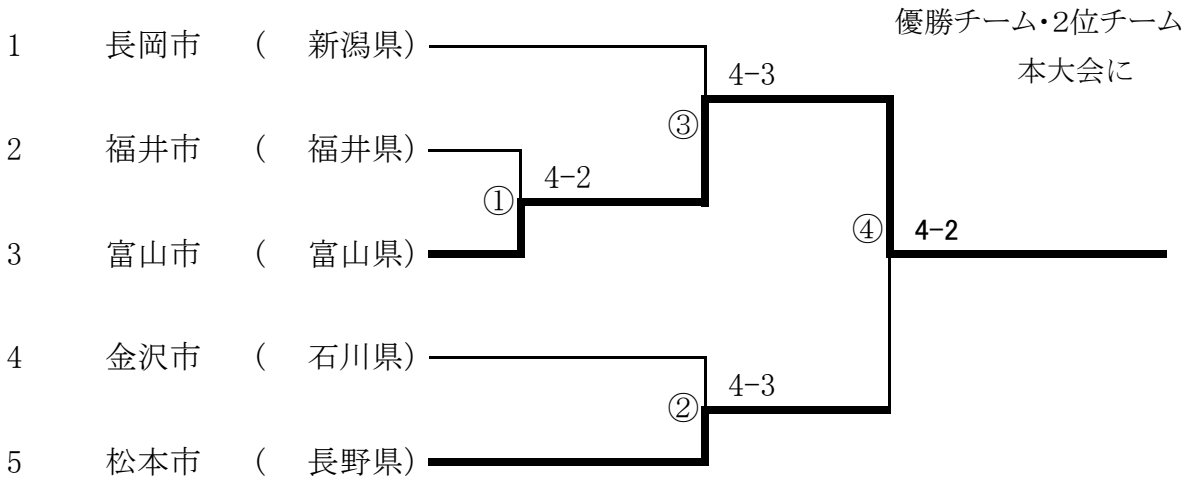 優勝チーム・2位チーム
本大会に
1 長岡市 ( 新潟県)
4-3
③
2 福井市 ( 福井県)
4-2
①
④ 4-2
3 富山市 ( 富山県)
4 金沢市 ( 石川県)
4-3
②
5 松本市 ( 長野県)